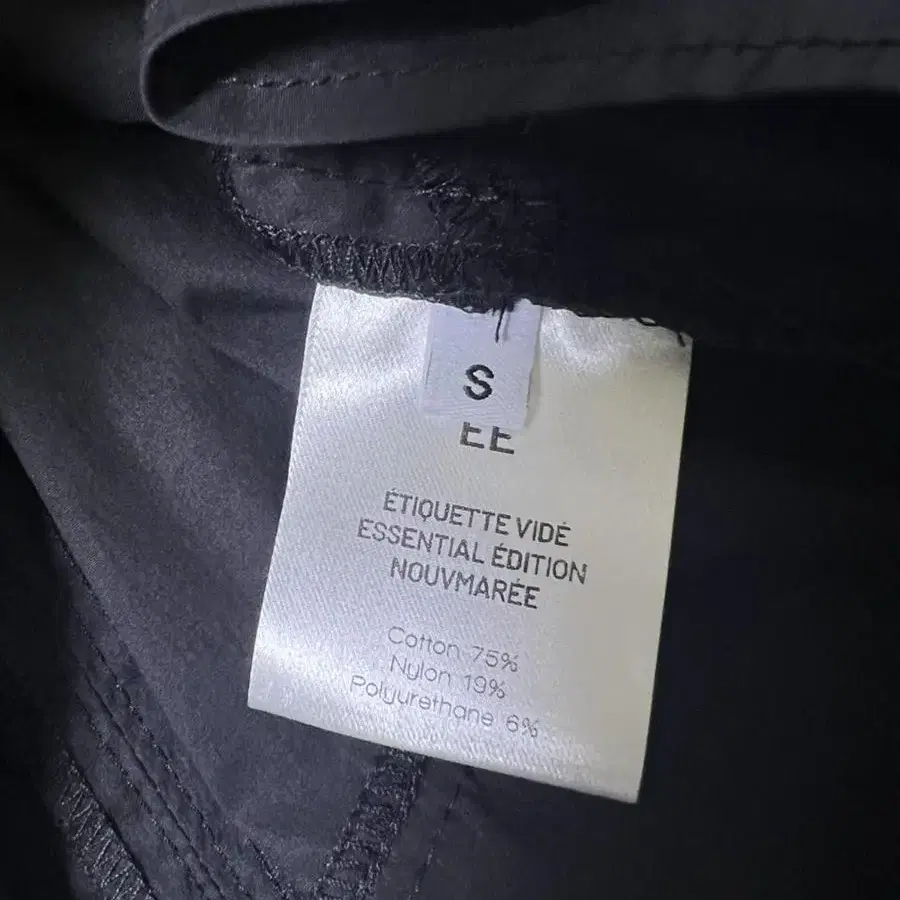 S
EE
ÉTIQUETTE VIDÉ
ESSENTIAL ÉDITION
NOUVMARÉE
Cotton 75%
Nylon 19%
Polyurethane 6%